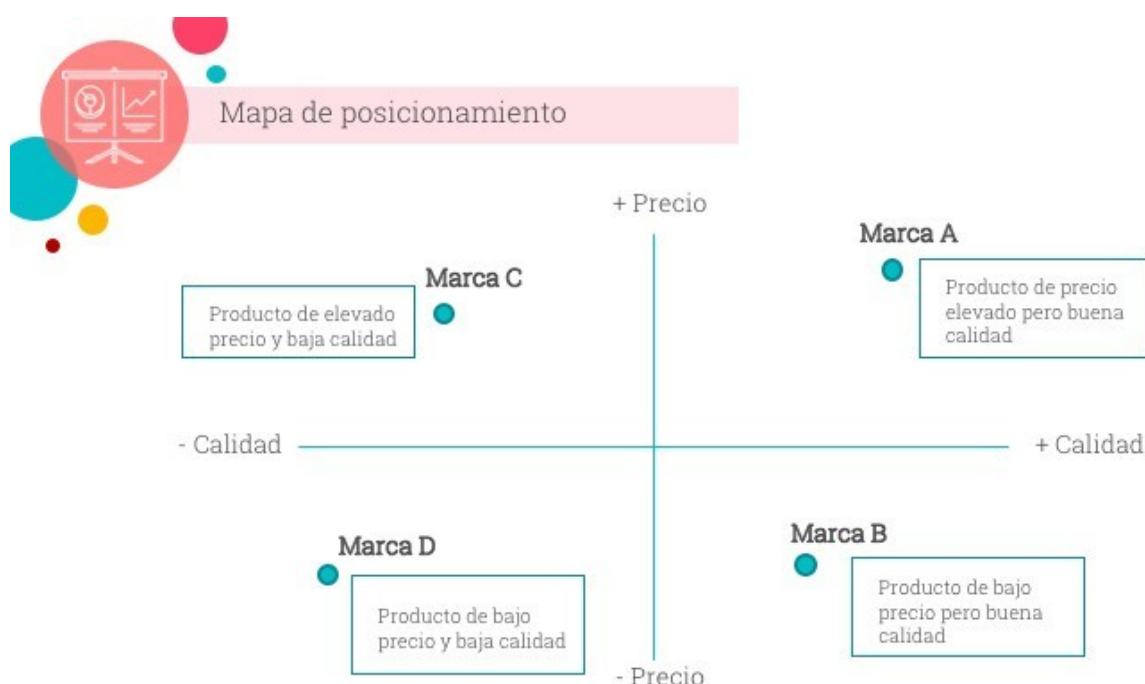 Mapa de posicionamiento
+ Precio
Marca A
Producto de precio
elevado pero buena
calidad
Marca C
Producto de elevado
precio y baja calidad
- Calidad
+ Calidad
Marca D
Producto de bajo
precio y baja calidad
Marca B
Producto de bajo
precio pero buena
calidad
- Precio